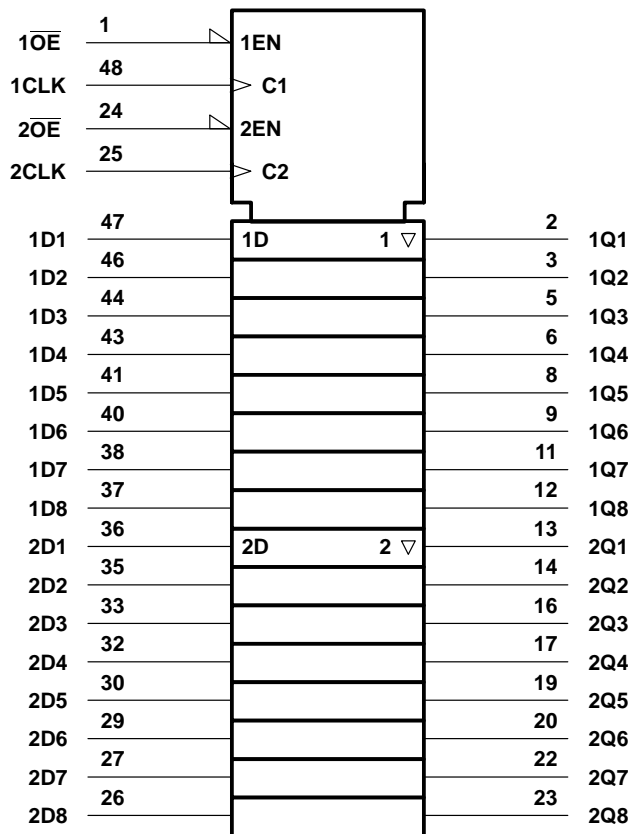 1O̅E̅ 1 1EN
1CLK 48 C1
2O̅E̅ 24 2EN
2CLK 25 C2
1D1 47 1D 1 ▽ 2 1Q1
1D2 46 3 1Q2
1D3 44 5 1Q3
1D4 43 6 1Q4
1D5 41 8 1Q5
1D6 40 9 1Q6
1D7 38 11 1Q7
1D8 37 12 1Q8
2D1 36 2D 2 ▽ 13 2Q1
2D2 35 14 2Q2
2D3 33 16 2Q3
2D4 32 17 2Q4
2D5 30 19 2Q5
2D6 29 20 2Q6
2D7 27 22 2Q7
2D8 26 23 2Q8